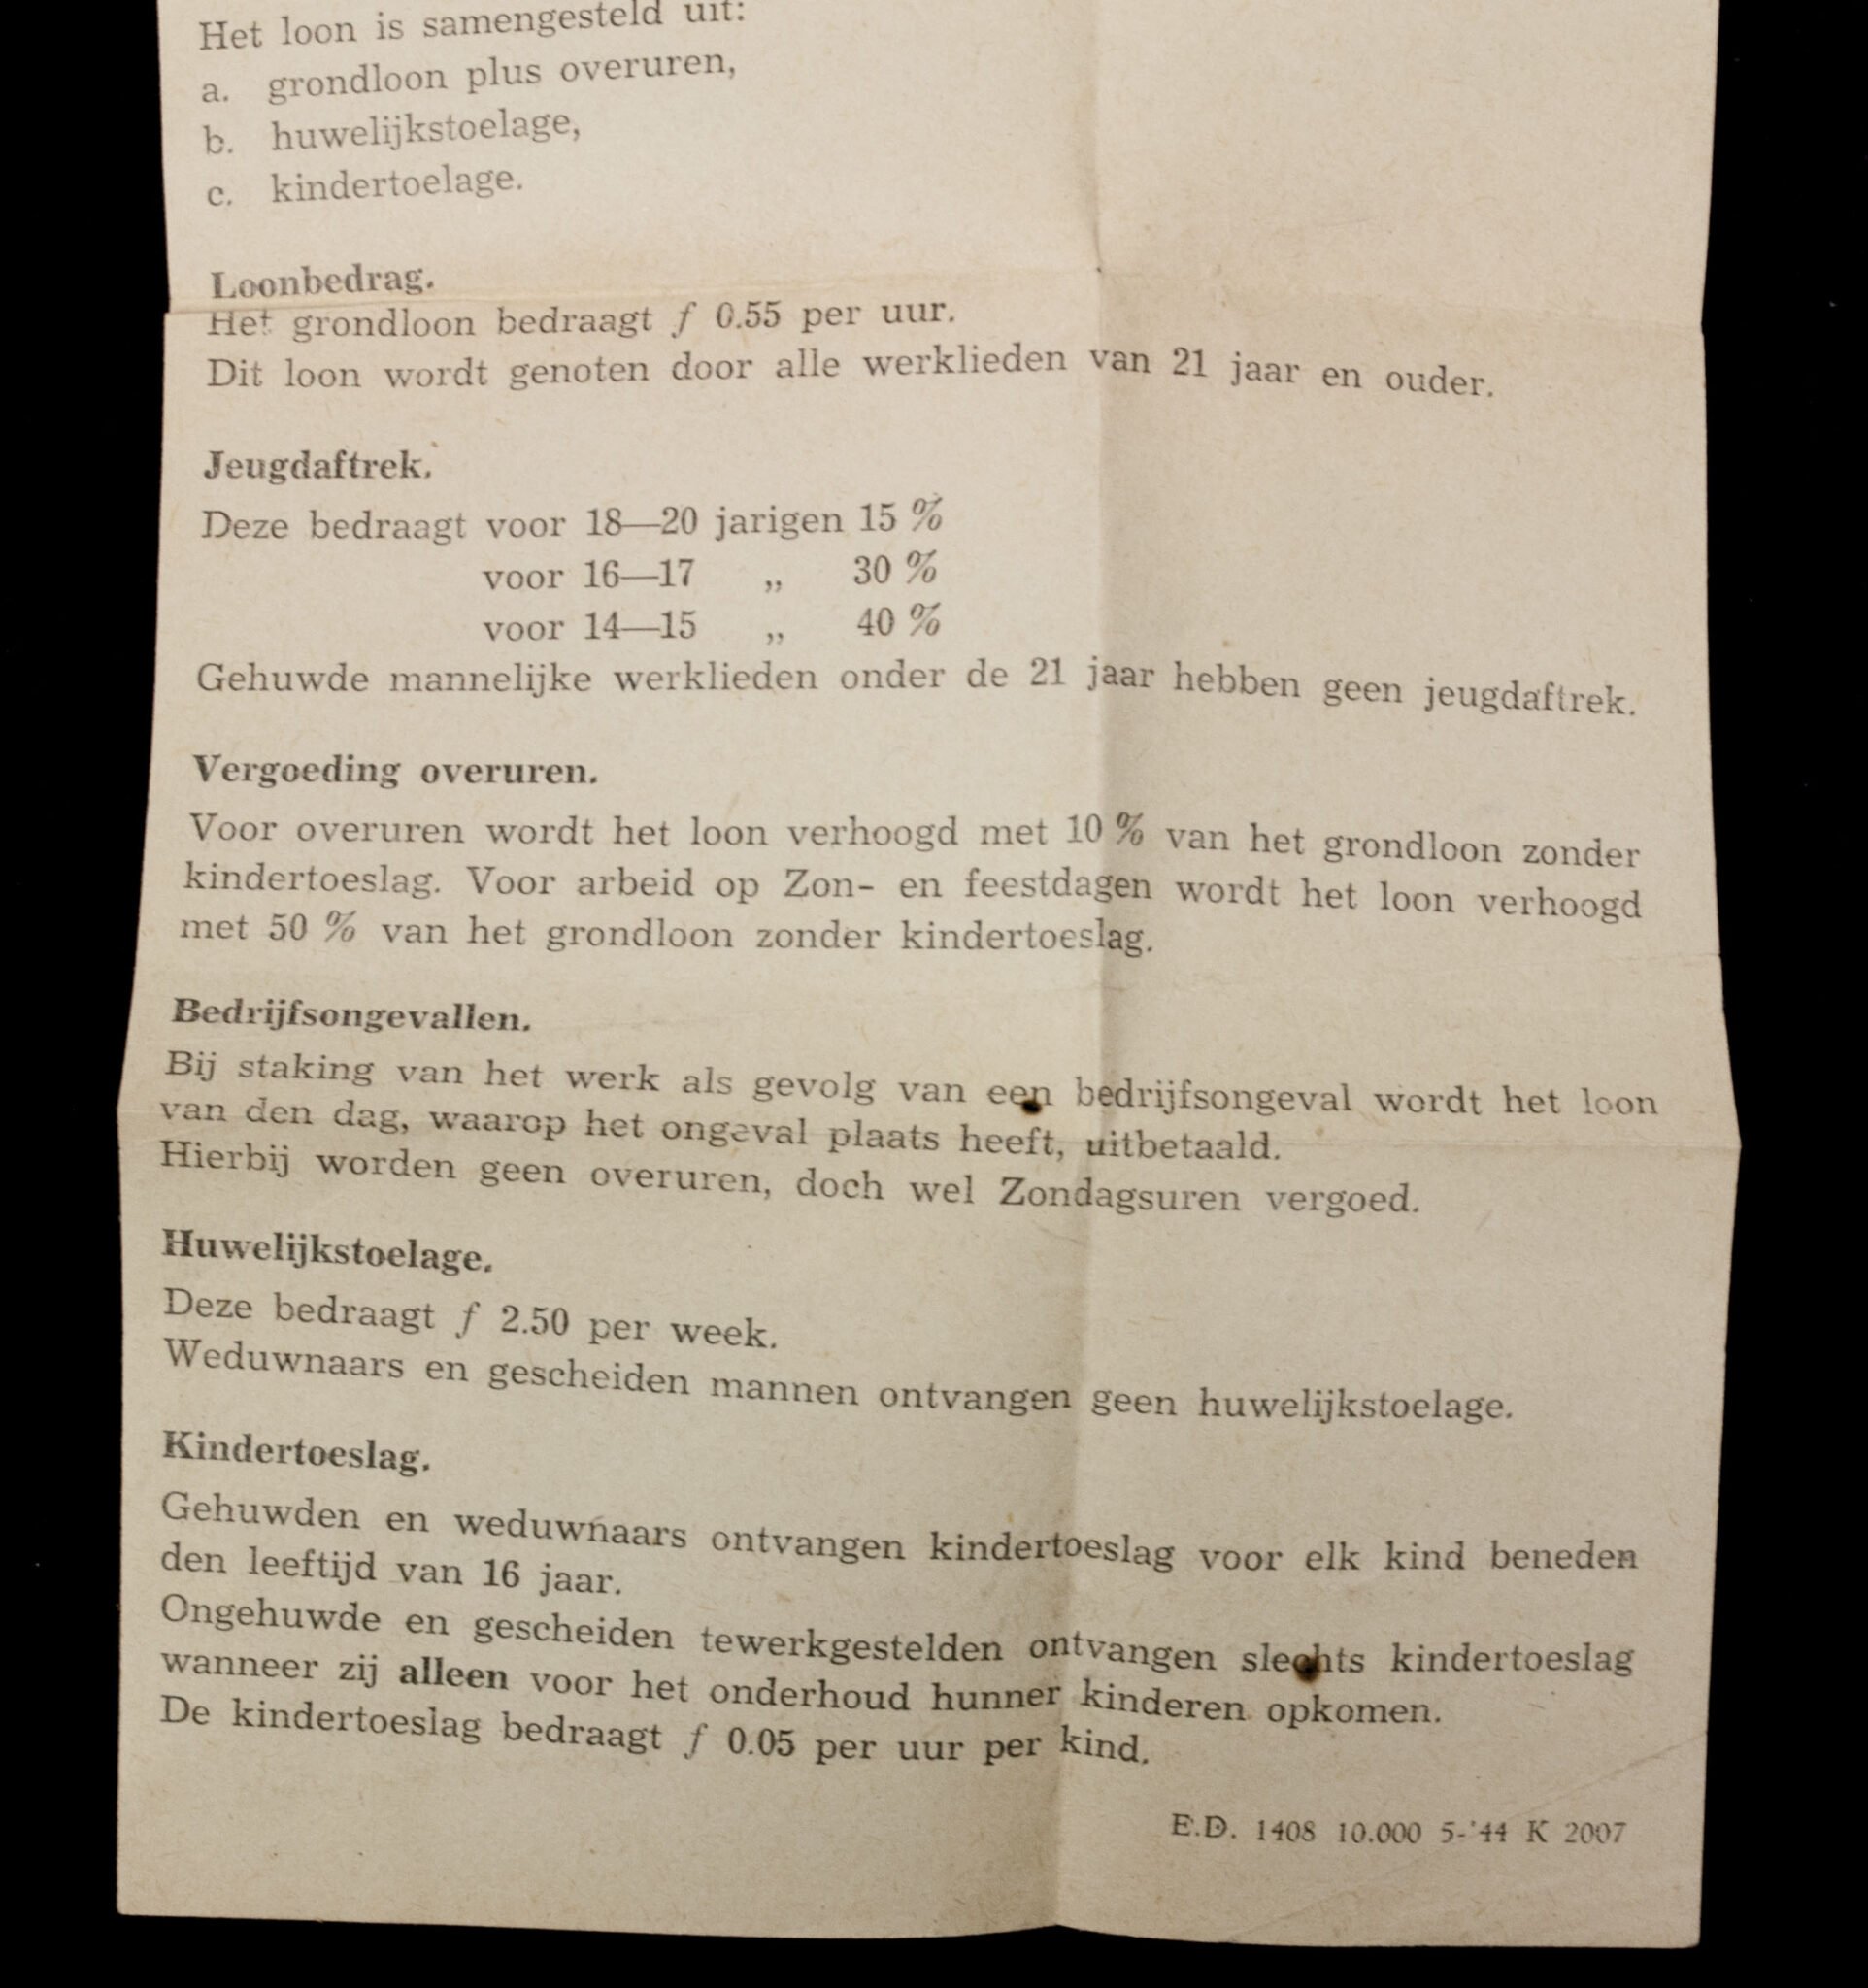 Het loon is samengesteld uit:
a. grondloon plus overuren,
b. huwelijkstoelage,
c. kindertoelage.
Loonbedrag.
Het grondloon bedraagt ƒ 0.55 per uur.
Dit loon wordt genoten door alle werklieden van 21 jaar en ouder.
Jeugdaftrek.
Deze bedraagt voor 18—20 jarigen 15 %
voor 16—17 „ 30 %
voor 14—15 „ 40 %
Gehuwde mannelijke werklieden onder de 21 jaar hebben geen jeugdaftrek.
Vergoeding overuren.
Voor overuren wordt het loon verhoogd met 10 % van het grondloon zonder
kindertoeslag. Voor arbeid op Zon- en feestdagen wordt het loon verhoogd
met 50 % van het grondloon zonder kindertoeslag.
Bedrijfsongevallen.
Bij staking van het werk als gevolg van een bedrijfsongeval wordt het loon
van den dag, waarop het ongeval plaats heeft, uitbetaald.
Hierbij worden geen overuren, doch wel Zondagsuren vergoed.
Huwelijkstoelage.
Deze bedraagt ƒ 2.50 per week.
Weduwnaars en gescheiden mannen ontvangen geen huwelijkstoelage.
Kindertoeslag.
Gehuwden en weduwnaars ontvangen kindertoeslag voor elk kind beneden
den leeftijd van 16 jaar.
Ongehuwde en gescheiden tewerkgestelden ontvangen slechts kindertoeslag
wanneer zij alleen voor het onderhoud hunner kinderen opkomen.
De kindertoeslag bedraagt ƒ 0.05 per uur per kind.
E.D. 1408 10.000 5-'44 K 2007